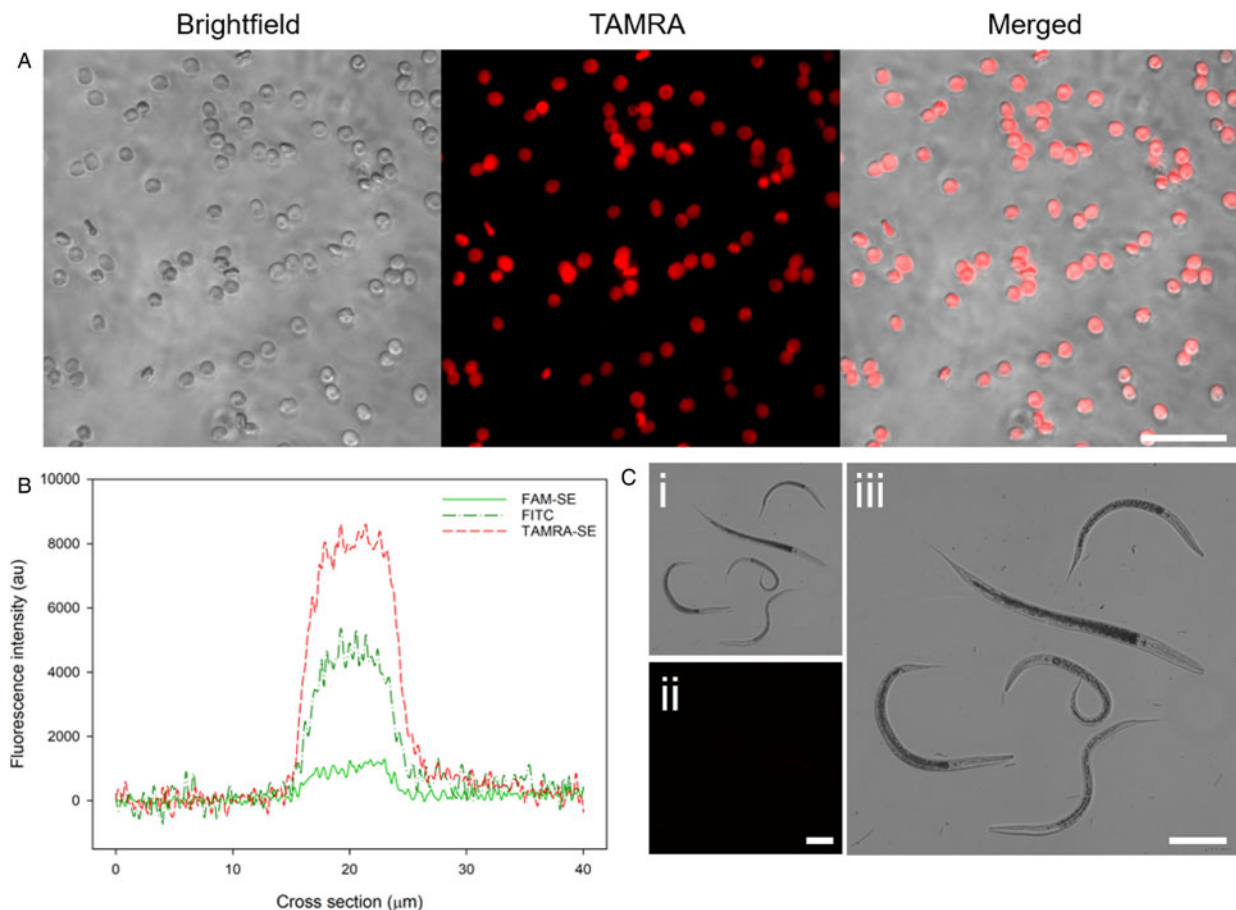 Brightfield TAMRA Merged
A
B
10000
8000
6000
4000
2000
0
FAM-SE
FITC
TAMRA-SE
Fluorescence intensity (au)
0 10 20 30 40
Cross section (μm)
C
i
ii
iii